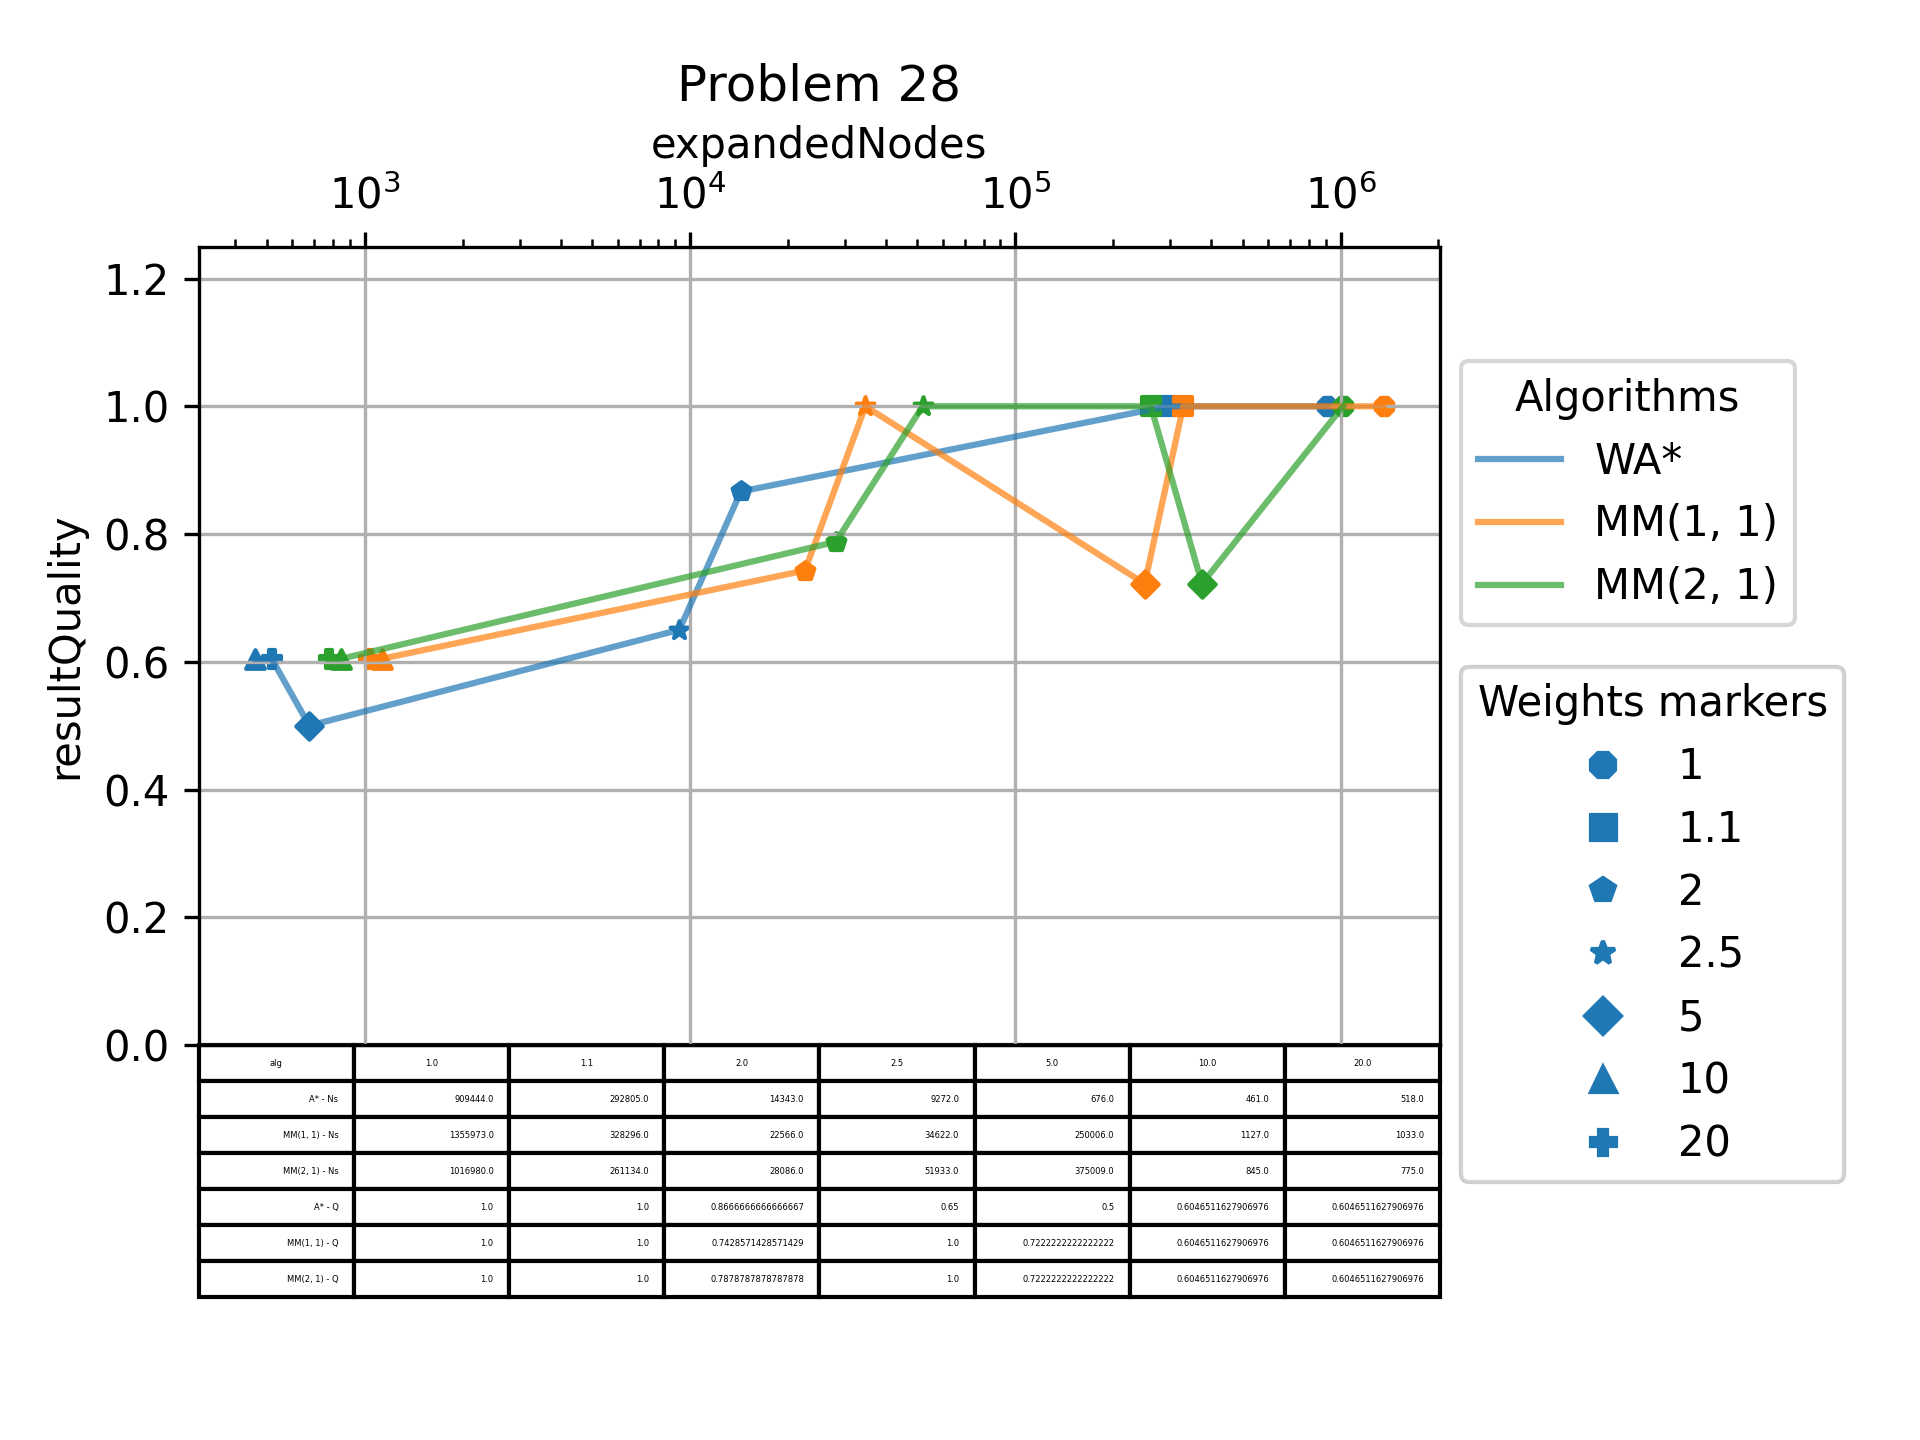 Problem 28
expandedNodes
10^3 10^4 10^5 10^6
resultQuality
1.2
1.0
0.8
0.6
0.4
0.2
0.0
Algorithms
WA*
MM(1, 1)
MM(2, 1)
Weights markers
1
1.1
2
2.5
5
10
20
alg 1.0 1.1 2.0 2.5 5.0 10.0 20.0
A* - Ns 909444.0 292805.0 14343.0 9272.0 676.0 461.0 518.0
MM(1, 1) - Ns 1355973.0 328296.0 22566.0 34622.0 250006.0 1127.0 1033.0
MM(2, 1) - Ns 1016980.0 261134.0 28086.0 51933.0 375009.0 845.0 775.0
A* - Q 1.0 1.0 0.8666666666666667 0.65 0.5 0.6046511627906976 0.6046511627906976
MM(1, 1) - Q 1.0 1.0 0.7428571428571429 1.0 0.7222222222222222 0.6046511627906976 0.6046511627906976
MM(2, 1) - Q 1.0 1.0 0.7878787878787878 1.0 0.7222222222222222 0.6046511627906976 0.6046511627906976